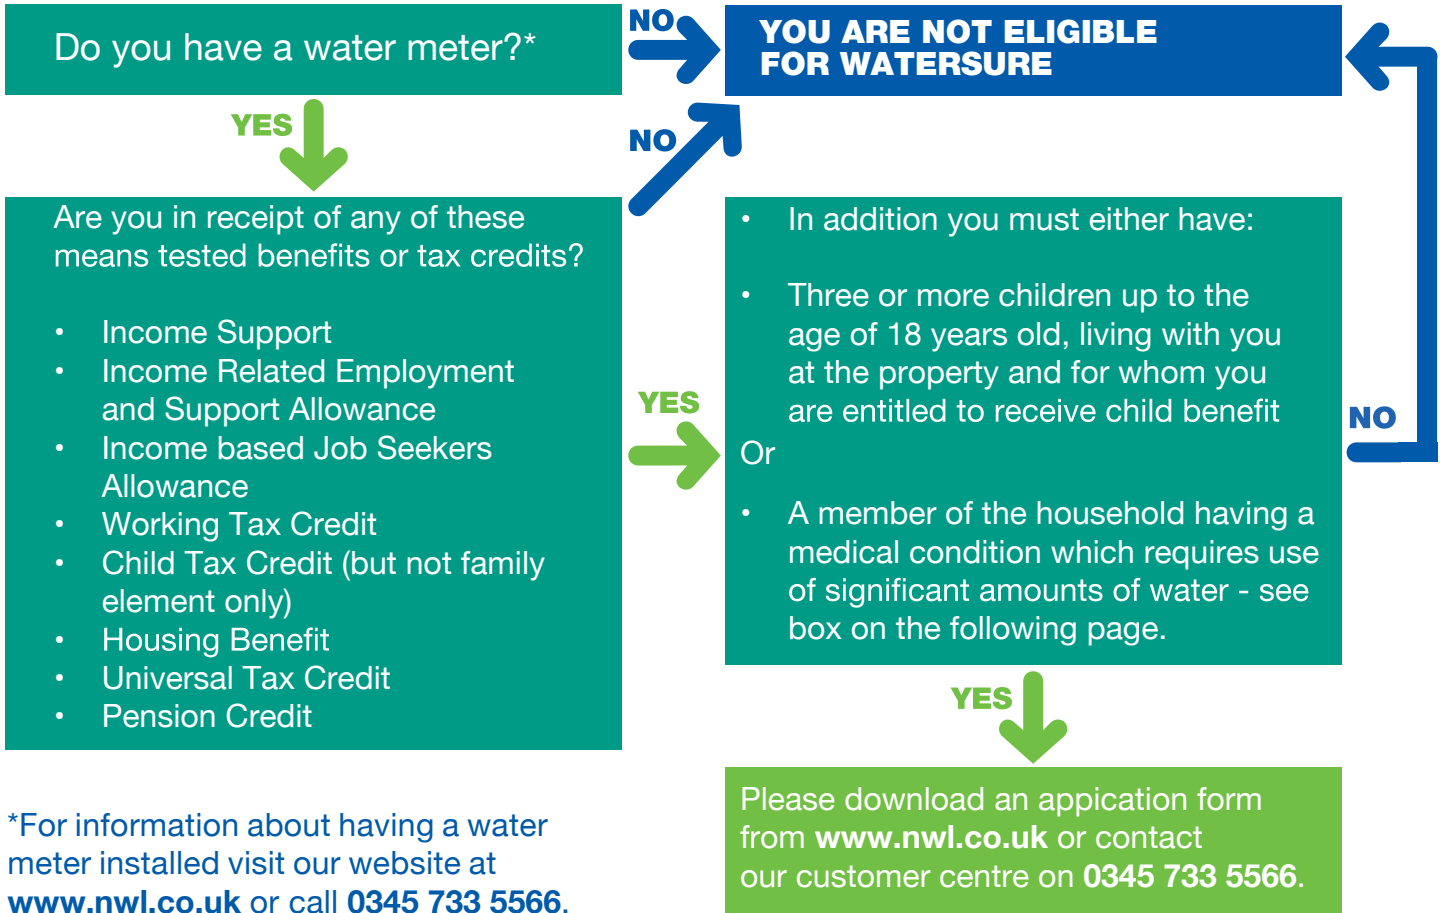 Do you have a water meter?*
NO
YOU ARE NOT ELIGIBLE
FOR WATERSURE
YES
NO
Are you in receipt of any of these
means tested benefits or tax credits?
• Income Support
• Income Related Employment
and Support Allowance
• Income based Job Seekers
Allowance
• Working Tax Credit
• Child Tax Credit (but not family
element only)
• Housing Benefit
• Universal Tax Credit
• Pension Credit
YES
• In addition you must either have:
• Three or more children up to the
age of 18 years old, living with you
at the property and for whom you
are entitled to receive child benefit
Or
• A member of the household having a
medical condition which requires use
of significant amounts of water - see
box on the following page.
NO
YES
Please download an appication form
from www.nwl.co.uk or contact
our customer centre on 0345 733 5566.
*For information about having a water
meter installed visit our website at
www.nwl.co.uk or call 0345 733 5566.